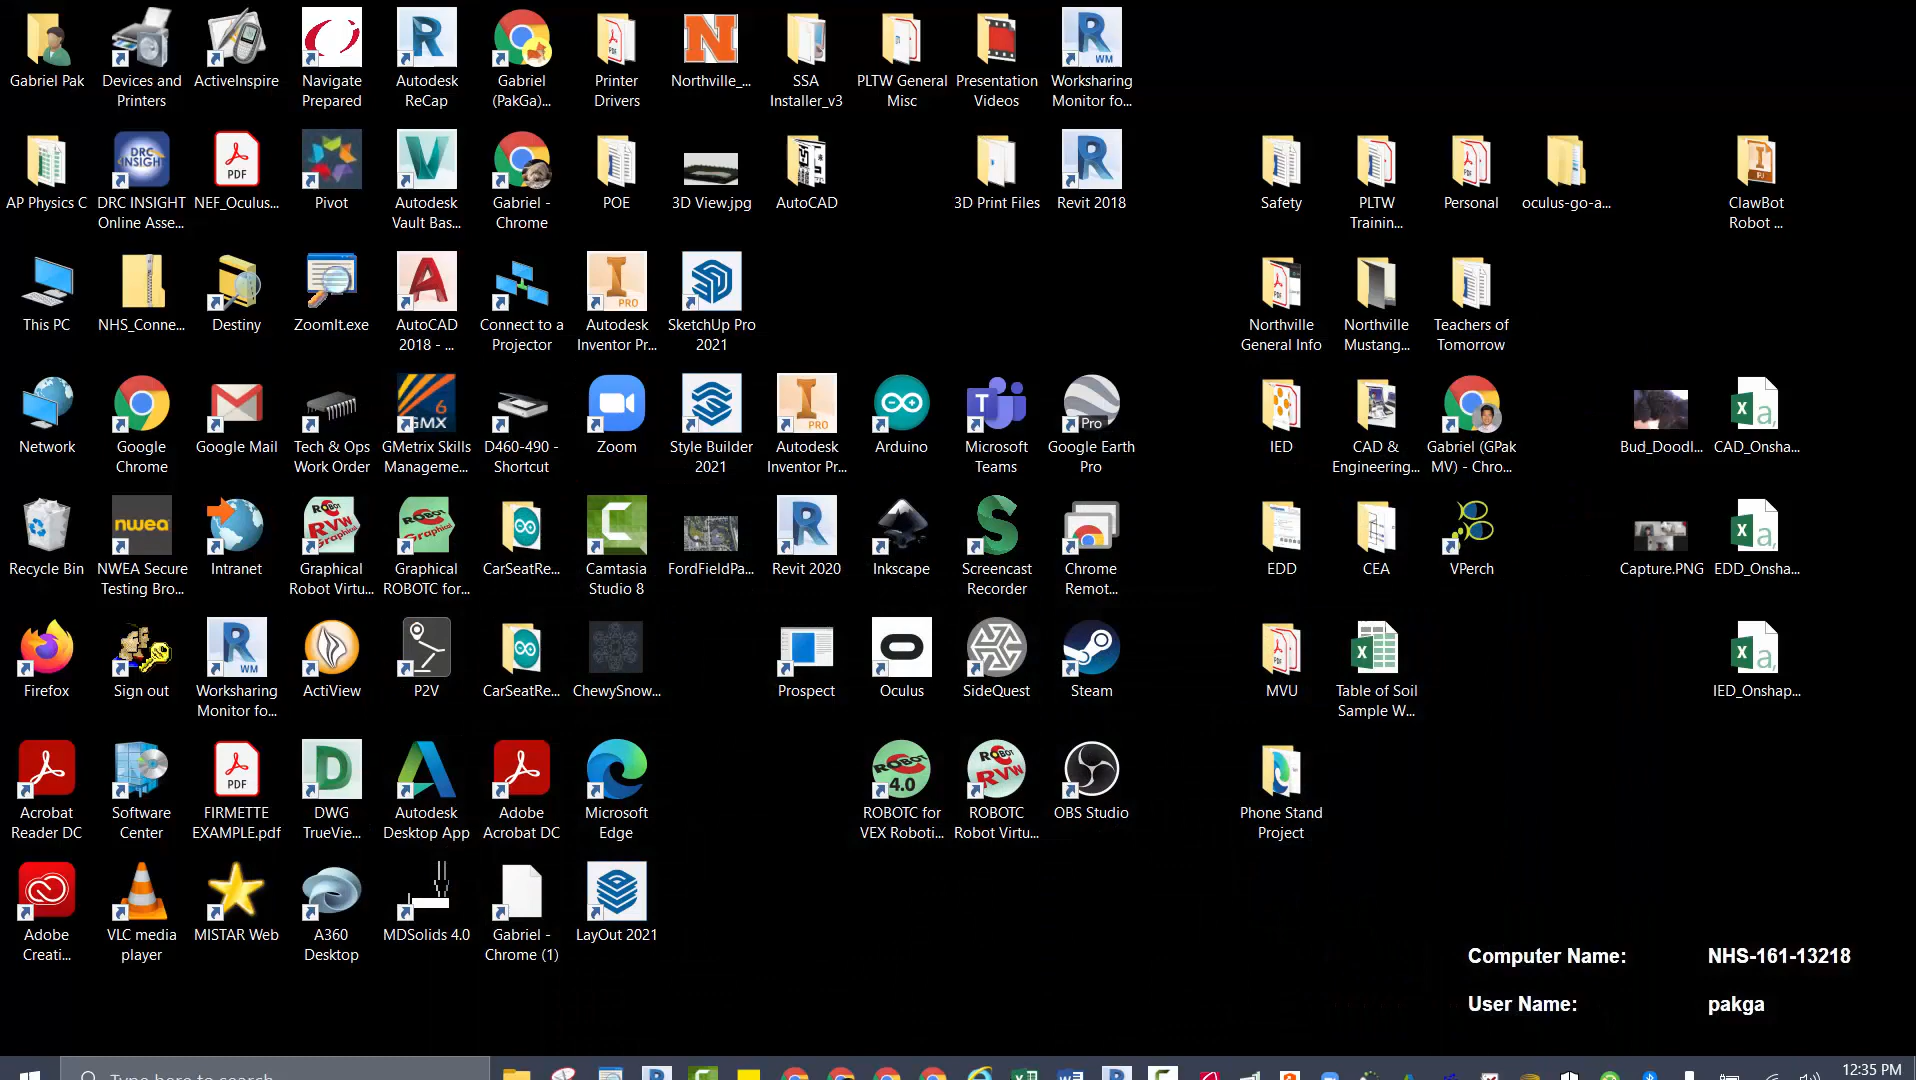 Gabriel Pak
Devices and
Printers
ActiveInspire
Navigate
Prepared
Autodesk
ReCap
Gabriel
(PakGa)...
Printer
Drivers
Northville_...
SSA
Installer_v3
PLTW General
Misc
Presentation
Videos
Worksharing
Monitor fo...
AP Physics C
DRC INSIGHT
Online Asse...
NEF_Oculus...
Pivot
Autodesk
Vault Bas...
Gabriel -
Chrome
POE
3D View.jpg
AutoCAD
3D Print Files
Revit 2018
Safety
PLTW
Trainin...
Personal
oculus-go-a...
ClawBot
Robot ...
This PC
NHS_Conne...
Destiny
ZoomIt.exe
AutoCAD
2018 - ...
Connect to a
Projector
Autodesk
Inventor Pr...
SketchUp Pro
2021
Northville
General Info
Northville
Mustang...
Teachers of
Tomorrow
Network
Google
Chrome
Google Mail
Tech & Ops
Work Order
GMetrix Skills
Manageme...
D460-490 -
Shortcut
Zoom
Style Builder
2021
Autodesk
Inventor Pr...
Arduino
Microsoft
Teams
Google Earth
Pro
IED
CAD &
Engineering...
Gabriel (GPak
MV) - Chro...
Bud_Doodl...
CAD_Onsha...
Recycle Bin
NWEA Secure
Testing Bro...
Intranet
Graphical
Robot Virtu...
Graphical
ROBOTC for...
CarSeatRe...
Camtasia
Studio 8
FordFieldPa...
Revit 2020
Inkscape
Screencast
Recorder
Chrome
Remot...
EDD
CEA
VPerch
Capture.PNG
EDD_Onsha...
Firefox
Sign out
Worksharing
Monitor fo...
ActiView
P2V
CarSeatRe...
ChewySnow...
Prospect
Oculus
SideQuest
Steam
MVU
Table of Soil
Sample W...
IED_Onshap...
Acrobat
Reader DC
Software
Center
FIRMETTE
EXAMPLE.pdf
DWG
TrueVie...
Autodesk
Desktop App
Adobe
Acrobat DC
Microsoft
Edge
ROBOTC for
VEX Roboti...
ROBOTC
Robot Virtu...
OBS Studio
Phone Stand
Project
Adobe
Creati...
VLC media
player
MISTAR Web
A360
Desktop
MDSolids 4.0
Gabriel -
Chrome (1)
LayOut 2021
Computer Name: NHS-161-13218
User Name: pakga
Type here to search
12:35 PM